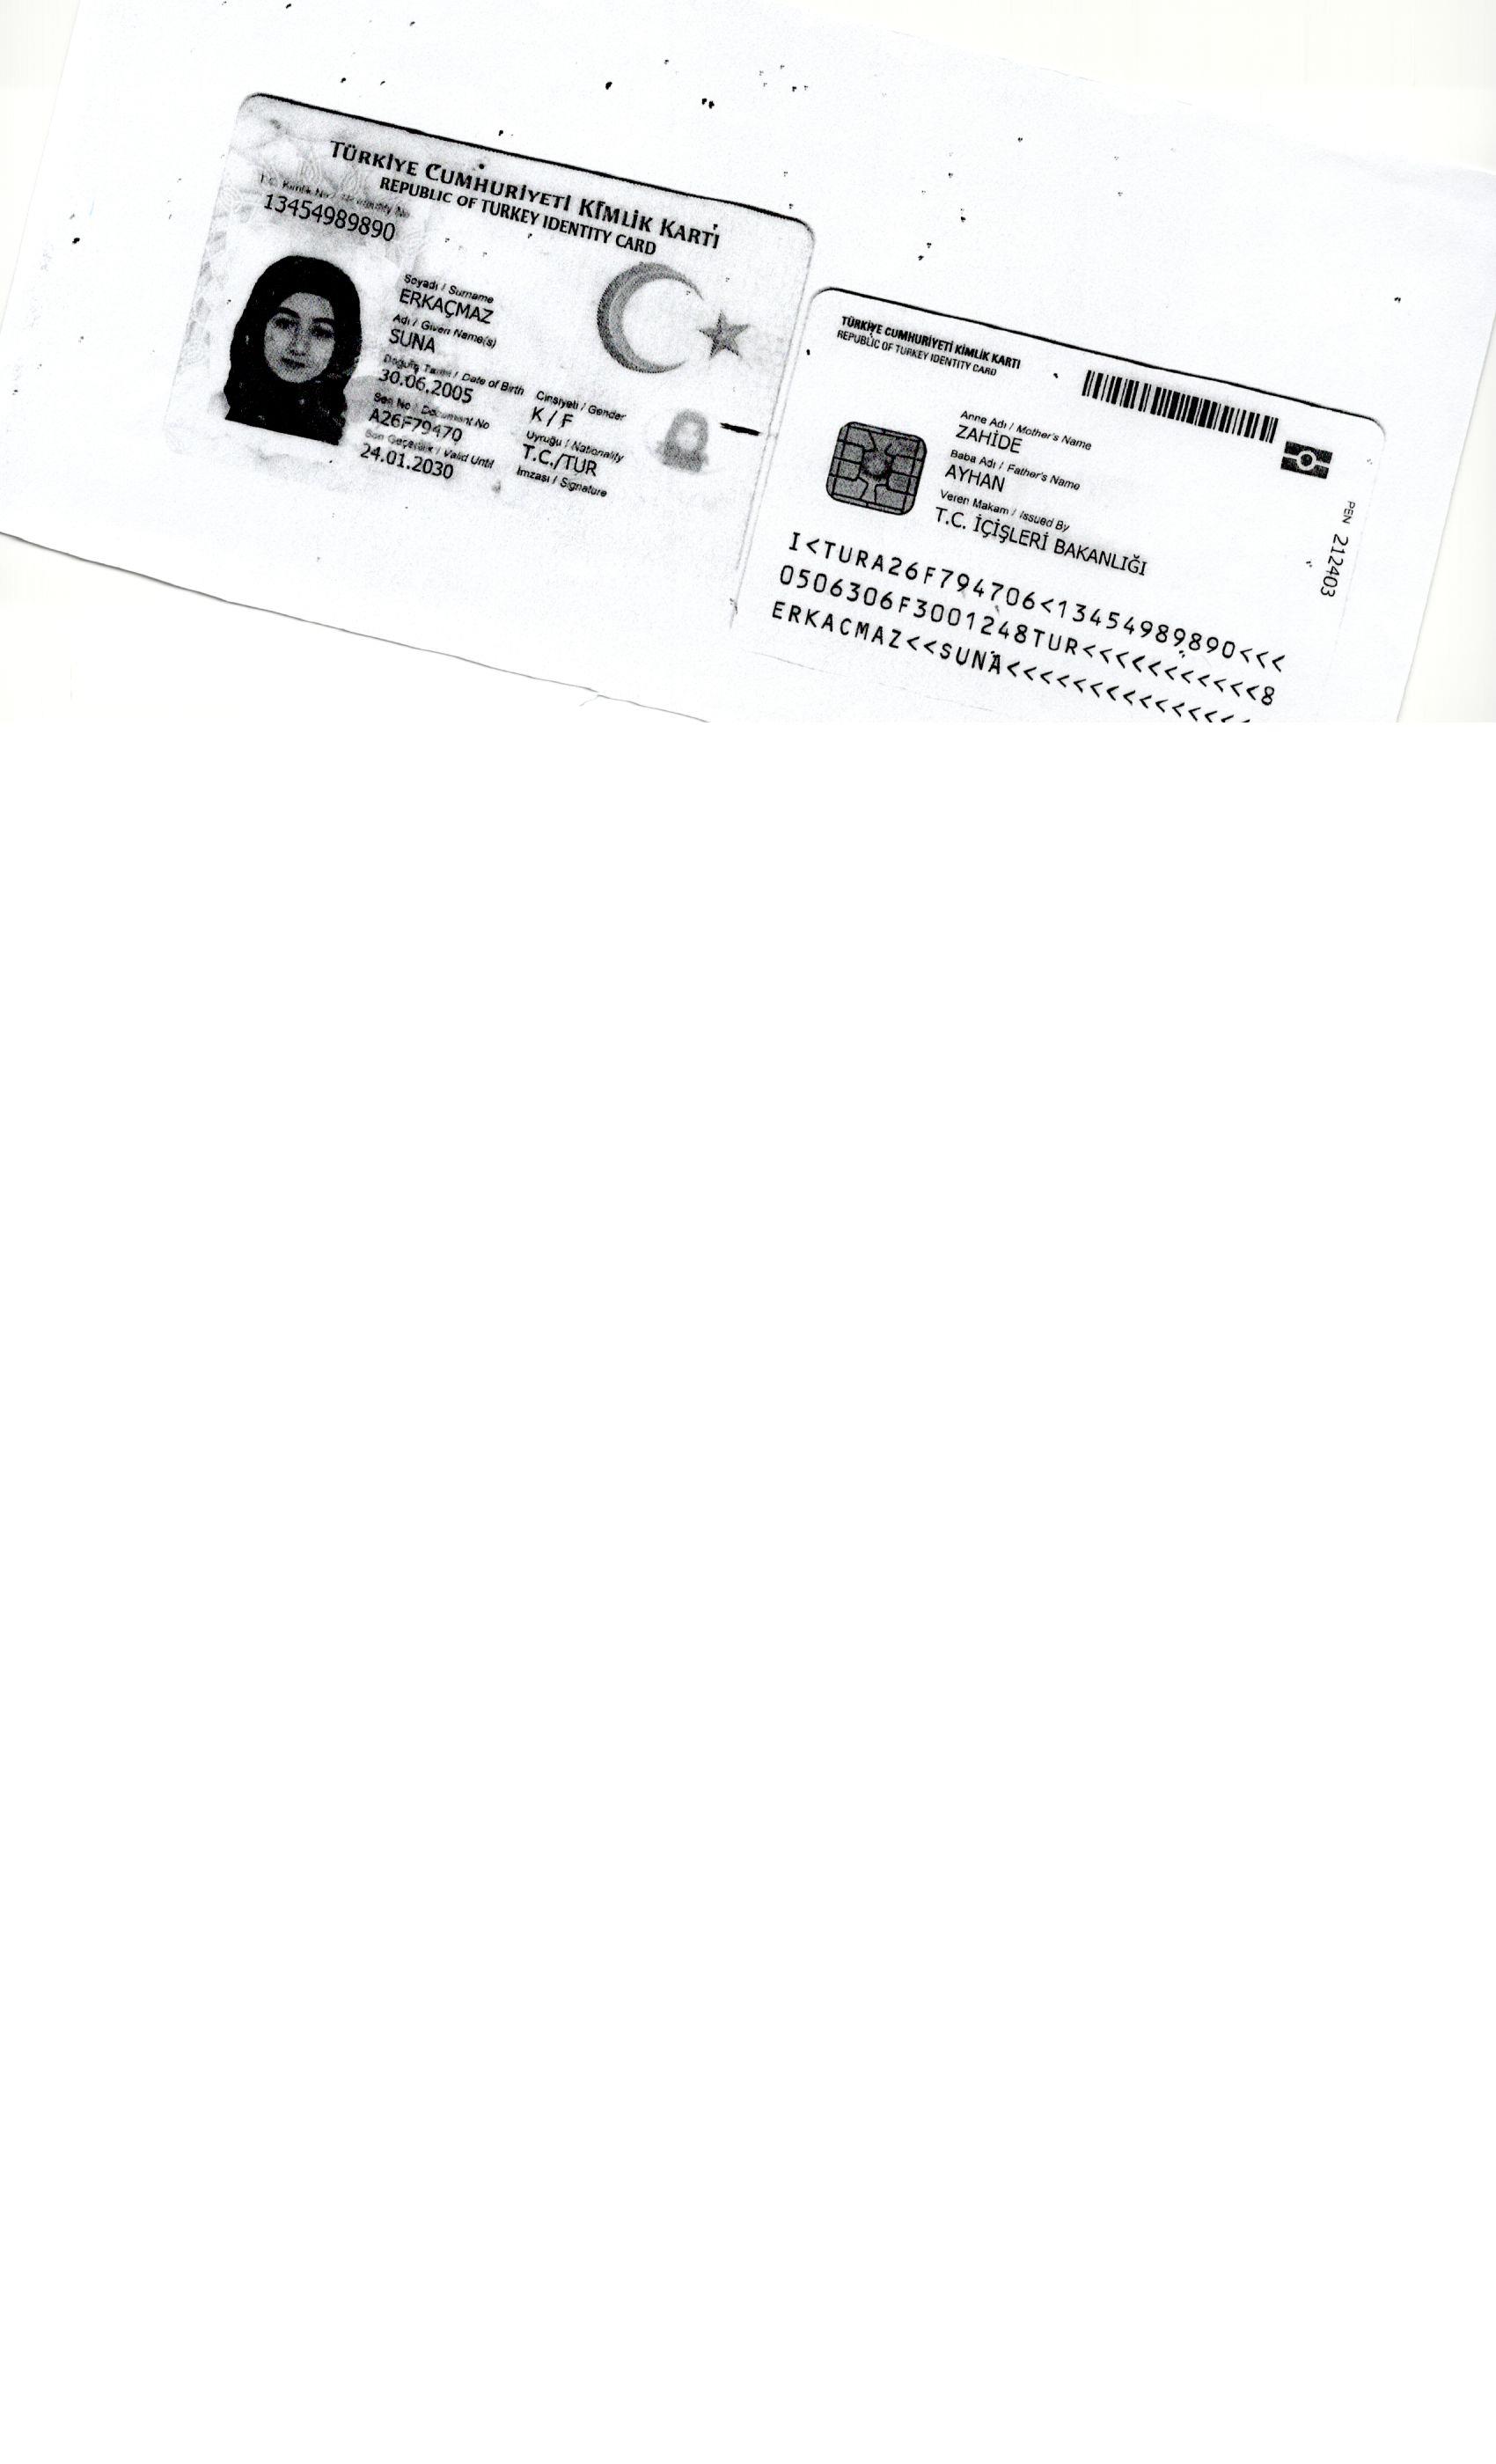 TÜRKİYE CUMHURİYETİ KİMLİK KARTI
REPUBLIC OF TURKEY IDENTITY CARD
T.C. Kimlik No / TR Identity No
13454989890
Soyadı / Surname
ERKAÇMAZ
Adı / Given Name(s)
SUNA
Doğum Tarihi / Date of Birth
30.06.2005
Cinsiyeti / Gender
K / F
Seri No / Document No
A26F79470
Uyruğu / Nationality
T.C./TUR
Son Geçerlilik / Valid Until
24.01.2030
İmzası / Signature
TÜRKİYE CUMHURİYETİ KİMLİK KARTI
REPUBLIC OF TURKEY IDENTITY CARD
Anne Adı / Mother's Name
ZAHİDE
Baba Adı / Father's Name
AYHAN
Veren Makam / Issued By
T.C. İÇİŞLERİ BAKANLIĞI
PEN 212403
I<TURA26F794706<13454989890<<<
0506306F3001248TUR<<<<<<<<<<<8
ERKACMAZ<<SUNA<<<<<<<<<<<<<<<<